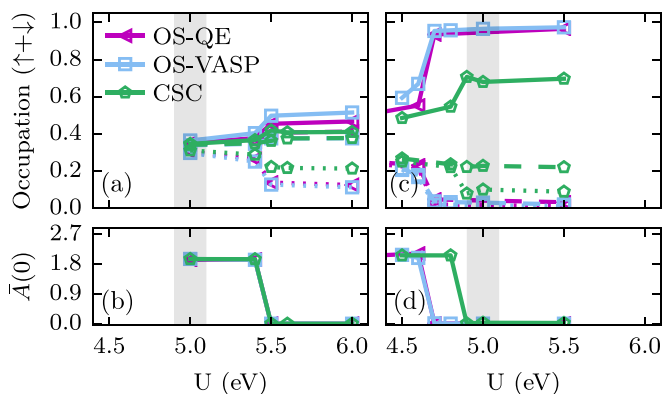 Occupation (↑+↓)
1.0
0.8
0.6
0.4
0.2
0.0
OS-QE
OS-VASP
CSC
(a)
(c)
Ā(0)
2.7
1.8
0.9
0.0
(b)
(d)
4.5 5.0 5.5 6.0
4.5 5.0 5.5 6.0
U (eV)
U (eV)